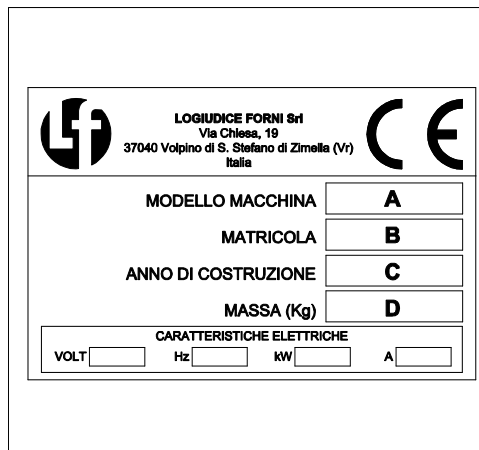 Lff
LOGIUDICE FORNI Srl
Via Chiesa, 19
37040 Volpino di S. Stefano di Zimella (Vr)
Italia
CE
MODELLO MACCHINA A
MATRICOLA B
ANNO DI COSTRUZIONE C
MASSA (Kg) D
CARATTERISTICHE ELETTRICHE
VOLT Hz kW A